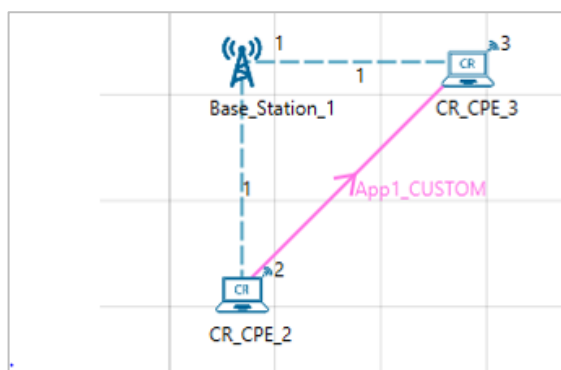 1
3
CR
1
Base_Station_1
CR_CPE_3
1
App1_CUSTOM
2
CR
CR_CPE_2